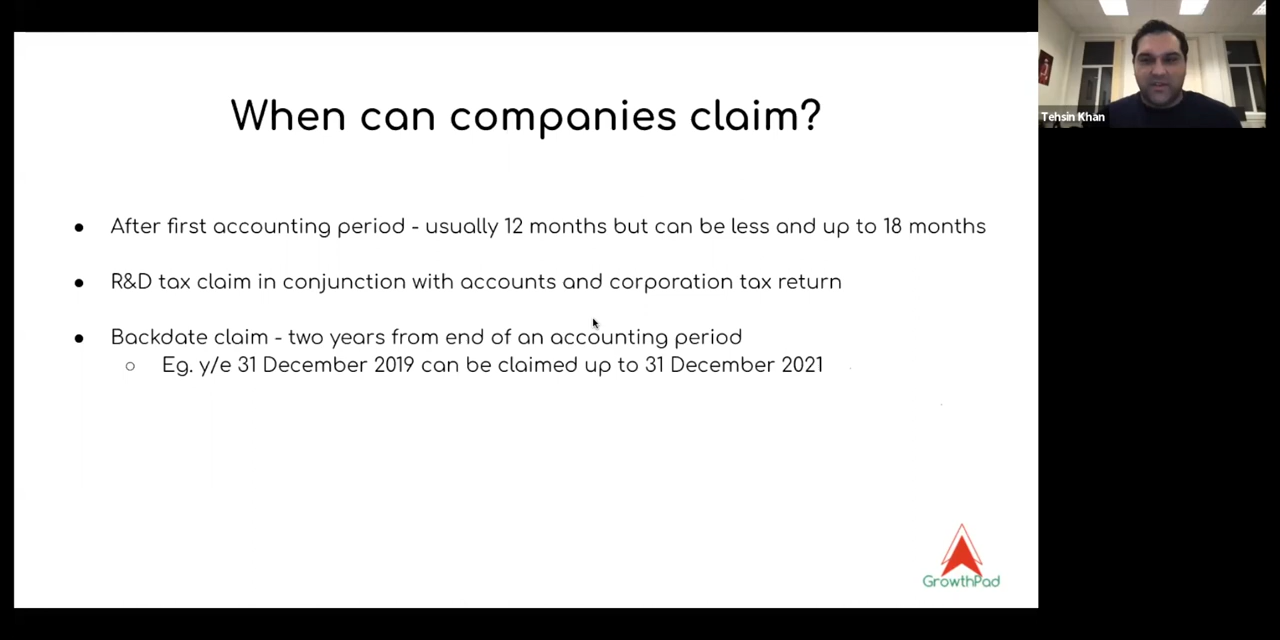 When can companies claim?
Tehsin Khan
● After first accounting period - usually 12 months but can be less and up to 18 months
● R&D tax claim in conjunction with accounts and corporation tax return
● Backdate claim - two years from end of an accounting period
○ Eg. y/e 31 December 2019 can be claimed up to 31 December 2021
GrowthPad